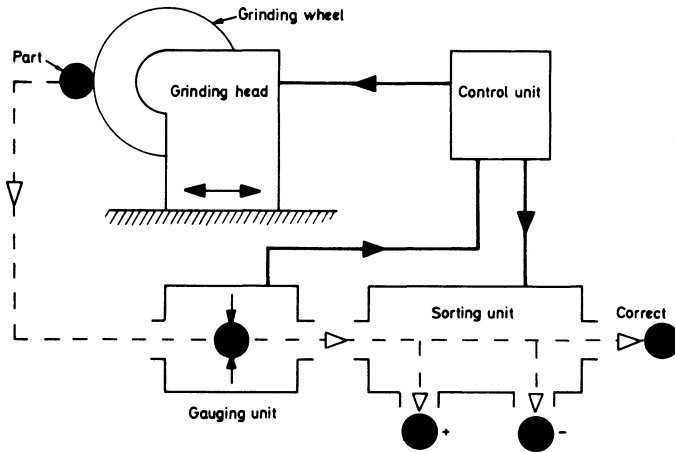 Grinding wheel
Part
Grinding head
Control unit
Sorting unit
Correct
Gauging unit
+
-